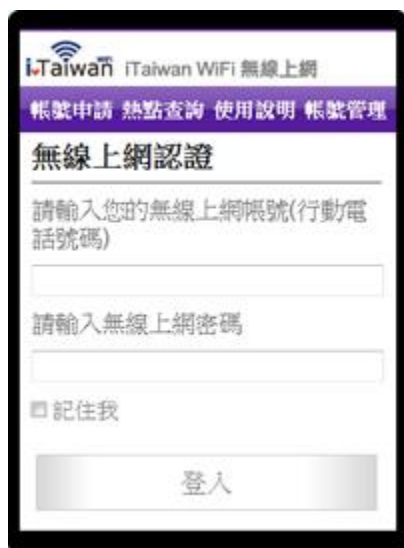 i-Taiwan WiFi iTaiwan WiFi 無線上網
帳號申請 熱點查詢 使用說明 帳號管理
無線上網認證
請輸入您的無線上網帳號(行動電
話號碼)
請輸入無線上網密碼
記住我
登入